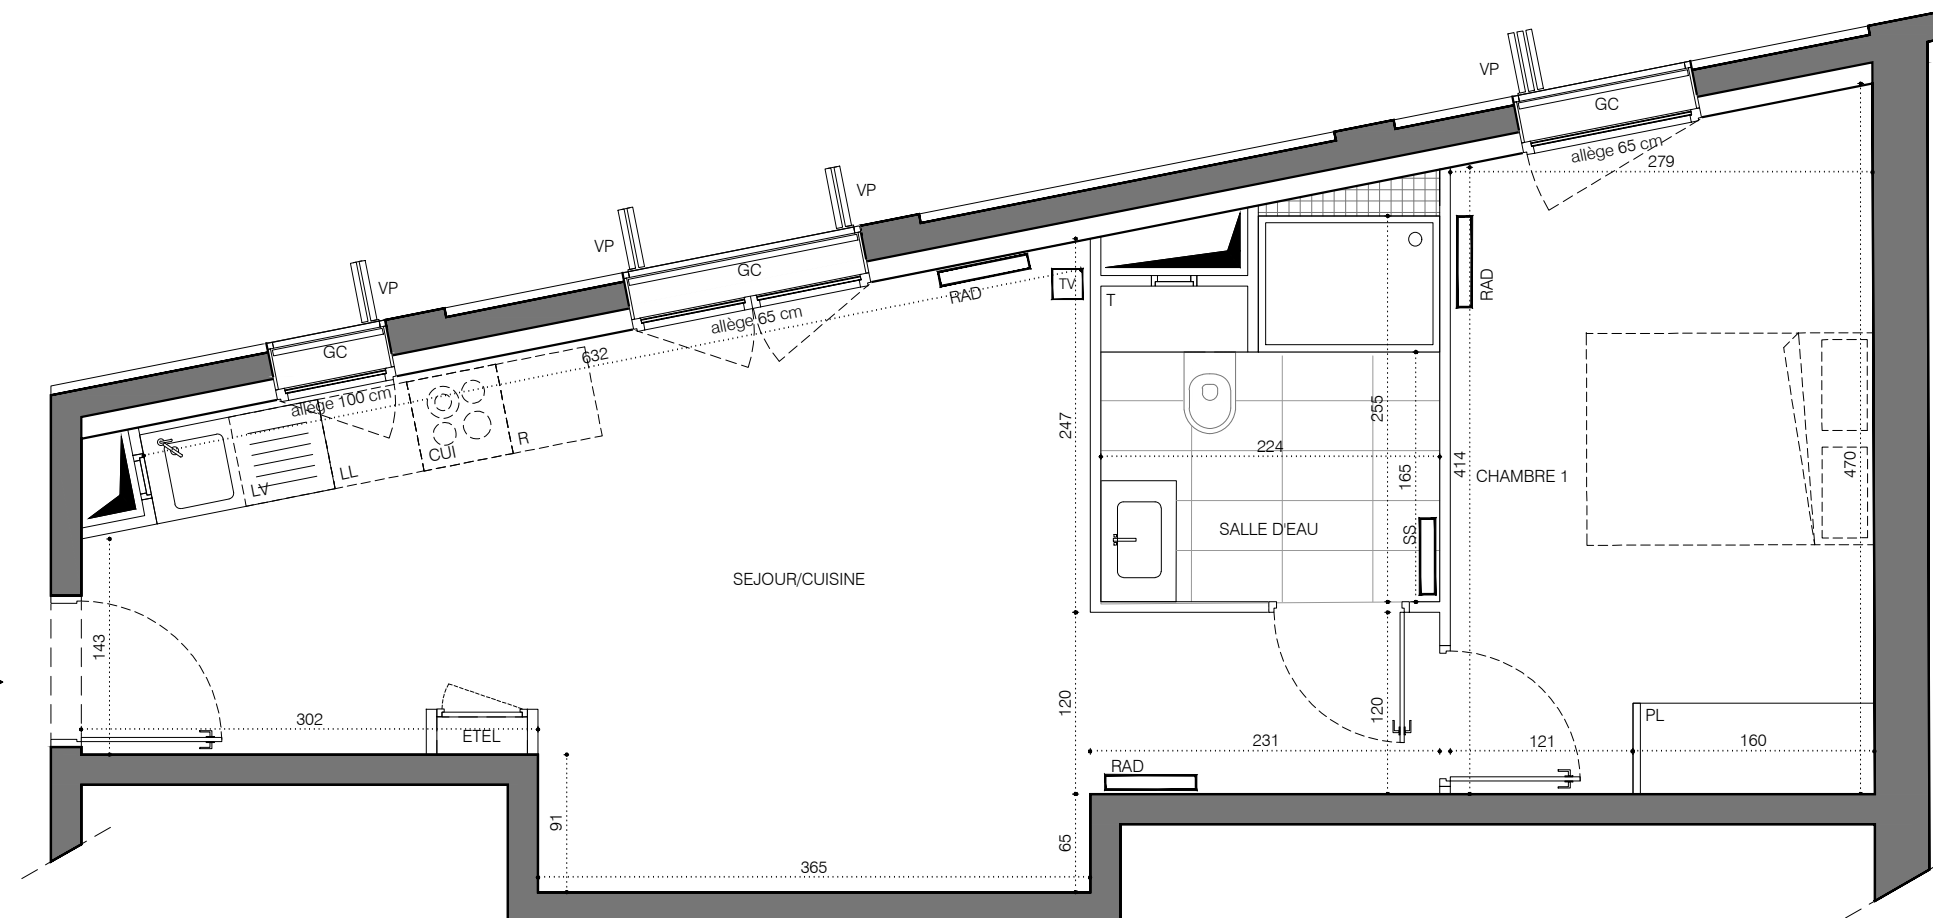 VP
GC
allège 65 cm
279
VP
GC
VP
allège 65 cm
RAD
TV
T
RAD
VP
GC
allège 100 cm
632
CUI
R
LL
LV
247
255
224
165
414
CHAMBRE 1
470
SALLE D'EAU
SS
SEJOUR/CUISINE
143
302
ETEL
120
120
231
121
PL
160
RAD
91
65
365